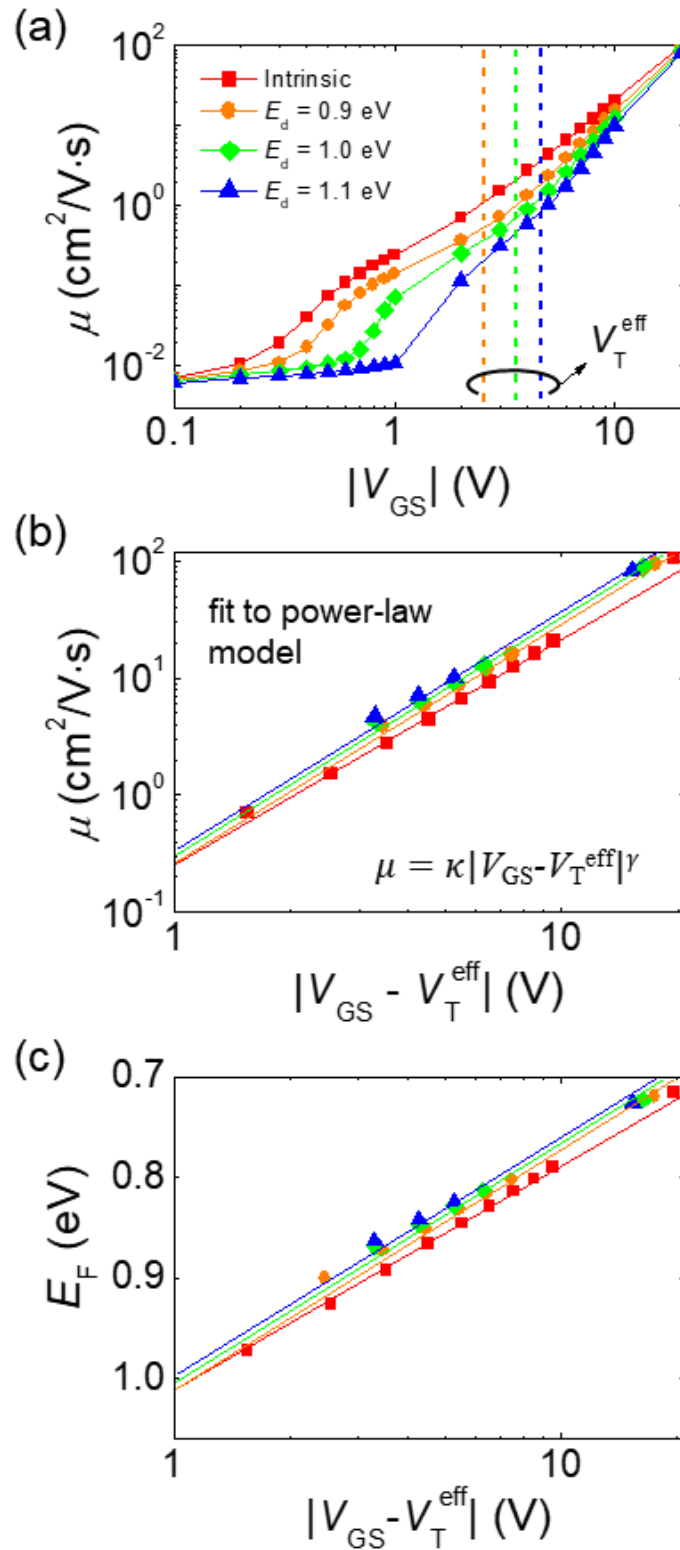 (a)
10²
10⁰
10⁻²
μ (cm²/V·s)
Intrinsic
E_d = 0.9 eV
E_d = 1.0 eV
E_d = 1.1 eV
V_T^eff
0.1
1
10
|V_GS| (V)
(b)
10²
10¹
10⁰
10⁻¹
μ (cm²/V·s)
fit to power-law
model
μ = κ|V_GS-V_T^eff|^γ
1
10
|V_GS - V_T^eff| (V)
(c)
0.7
0.8
0.9
1.0
E_F (eV)
1
10
|V_GS-V_T^eff| (V)